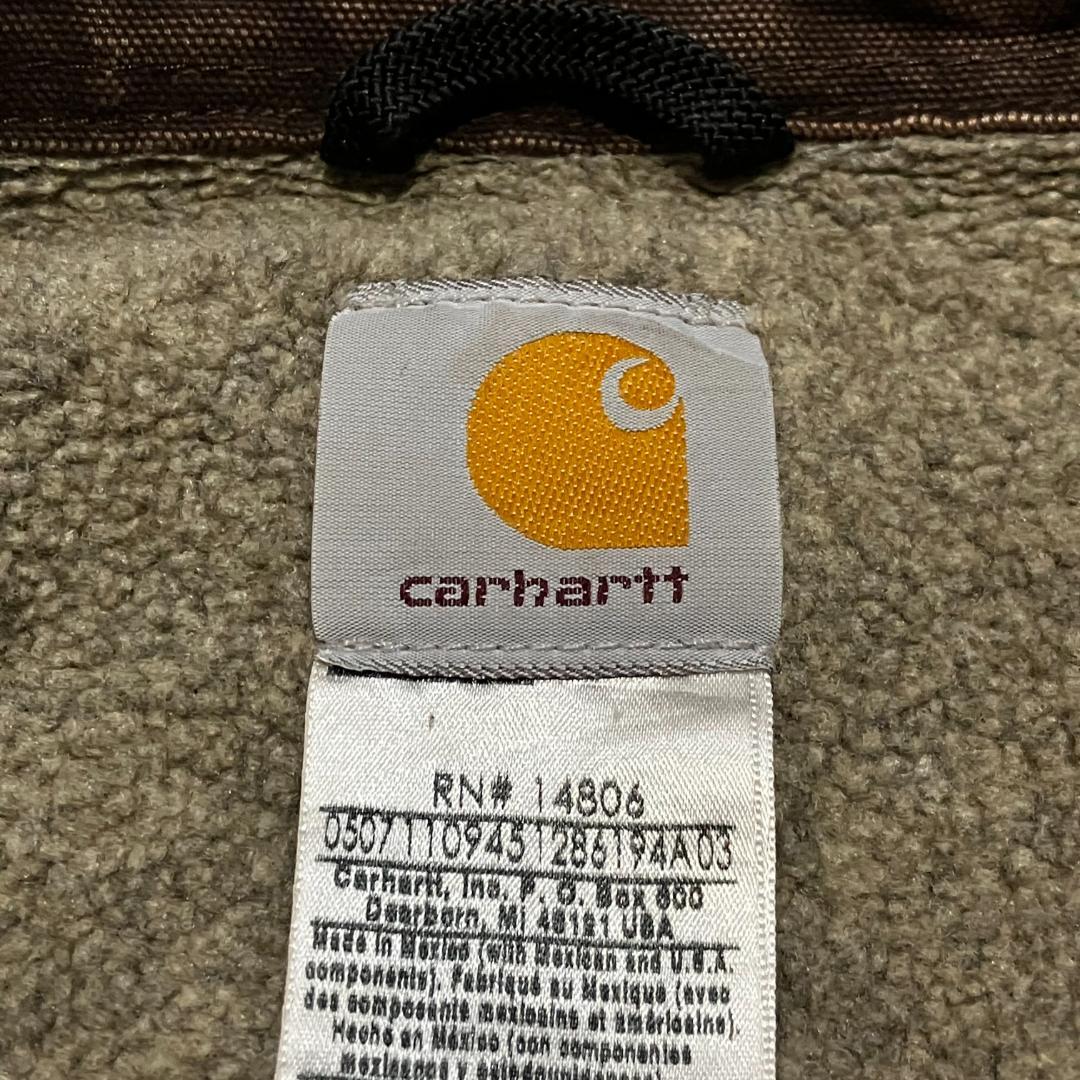 carhartt
RN# 14806
05071109451286194A03
Carhartt, Inc. P. O. Box 600
Dearborn, MI 48121 USA
Made in Mexico (with Mexican and U.S.A.
components). Fabriqué au Mexique (avec
des composants mexicains et américains).
Hecho en México (con componentes
mexicanos y